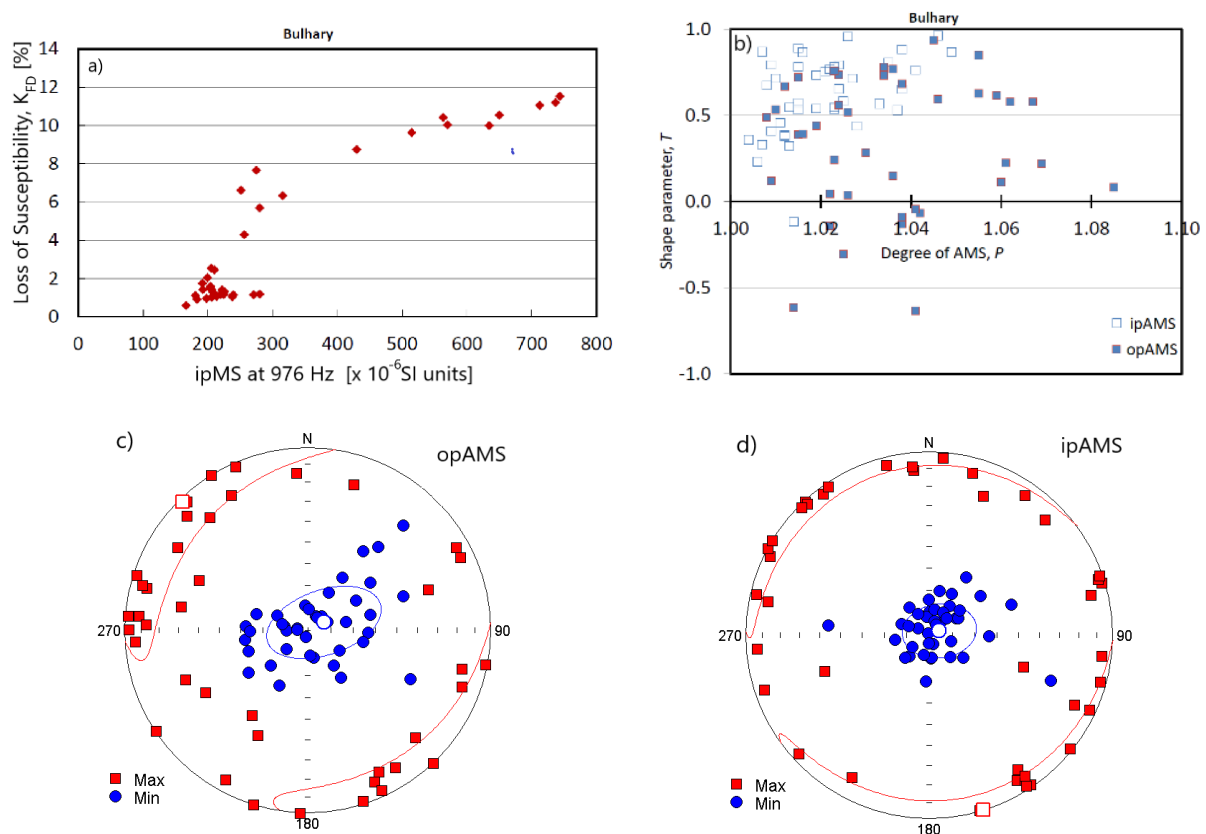 Bulhary
a)
Loss of Susceptibility, K_FD [%]
14
12
10
8
6
4
2
0
0 100 200 300 400 500 600 700 800
ipMS at 976 Hz [x 10⁻⁶SI units]
Bulhary
b)
Shape parameter, T
1.0
0.5
0.0
-0.5
-1.0
1.00 1.02 1.04 1.06 1.08 1.10
Degree of AMS, P
ipAMS
opAMS
c)
opAMS
N
270
90
180
Max
Min
d)
ipAMS
N
270
90
180
Max
Min